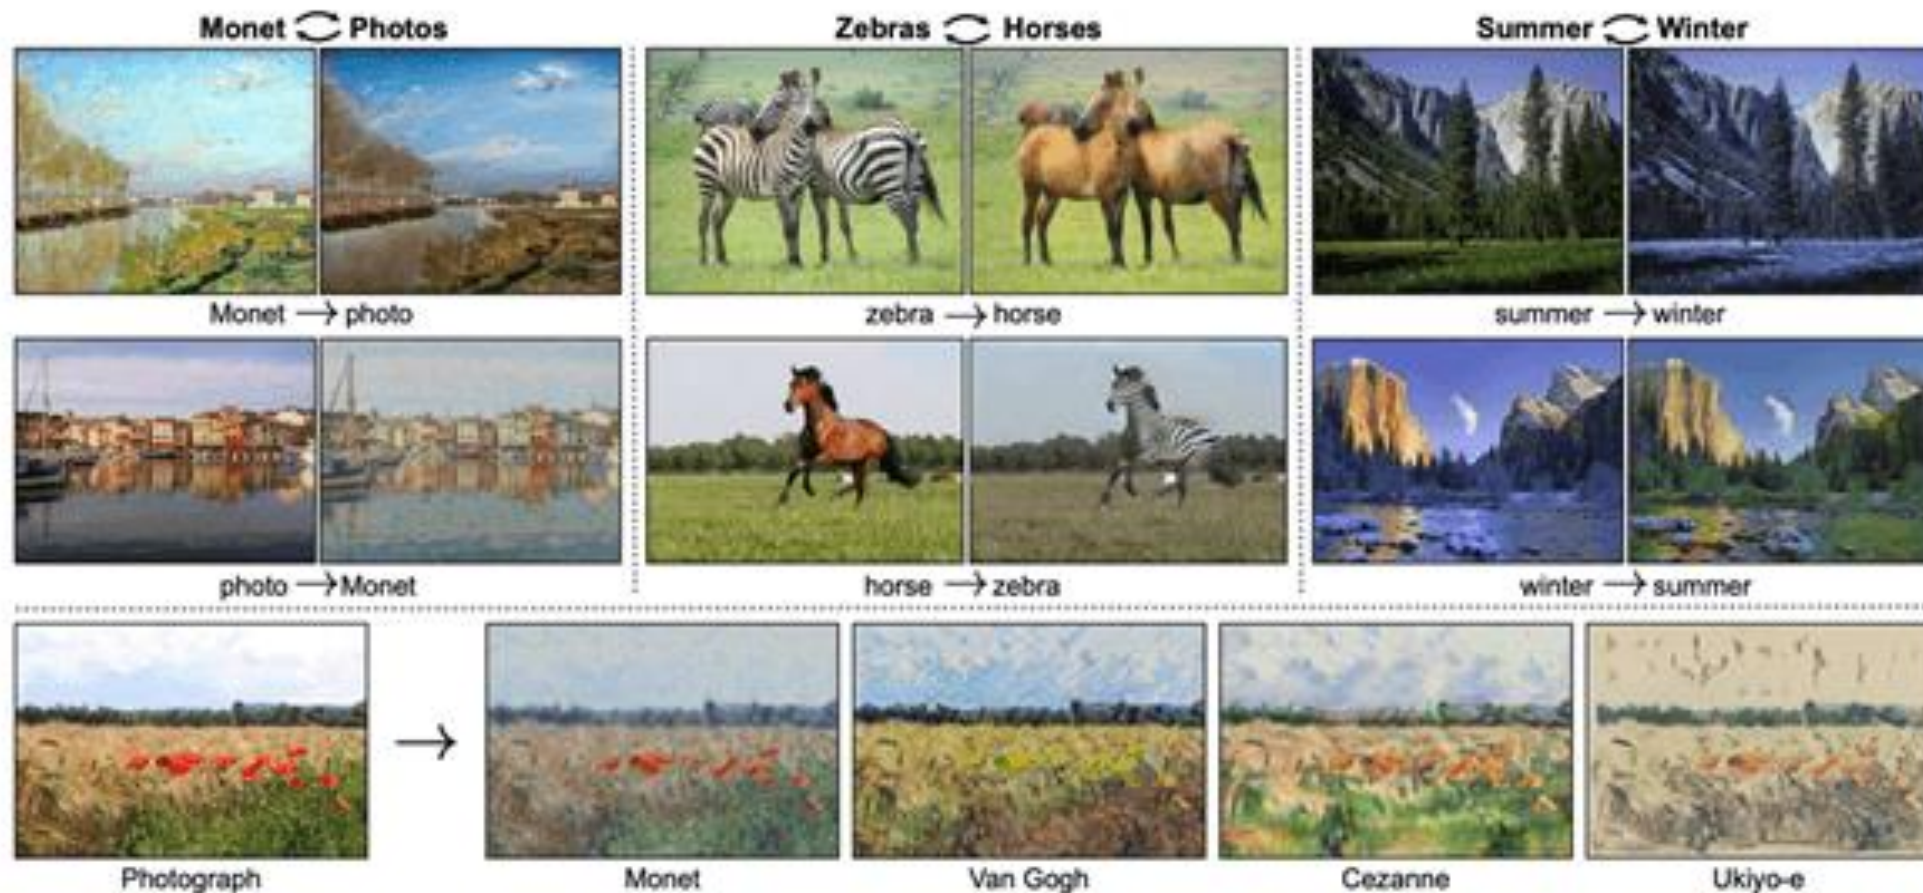 Monet Photos
Zebras Horses
Summer Winter
Monet → photo
zebra → horse
summer → winter
photo → Monet
horse → zebra
winter → summer
Photograph
Monet
Van Gogh
Cezanne
Ukiyo-e